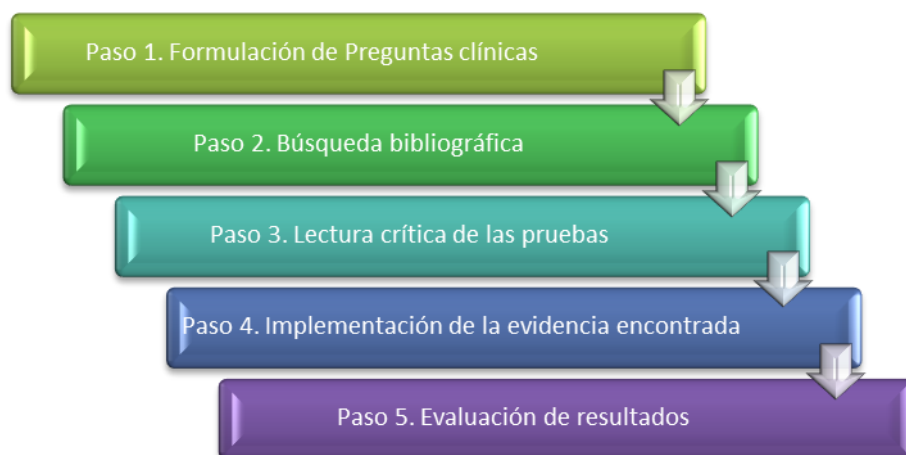 Paso 1. Formulación de Preguntas clínicas
Paso 2. Búsqueda bibliográfica
Paso 3. Lectura crítica de las pruebas
Paso 4. Implementación de la evidencia encontrada
Paso 5. Evaluación de resultados